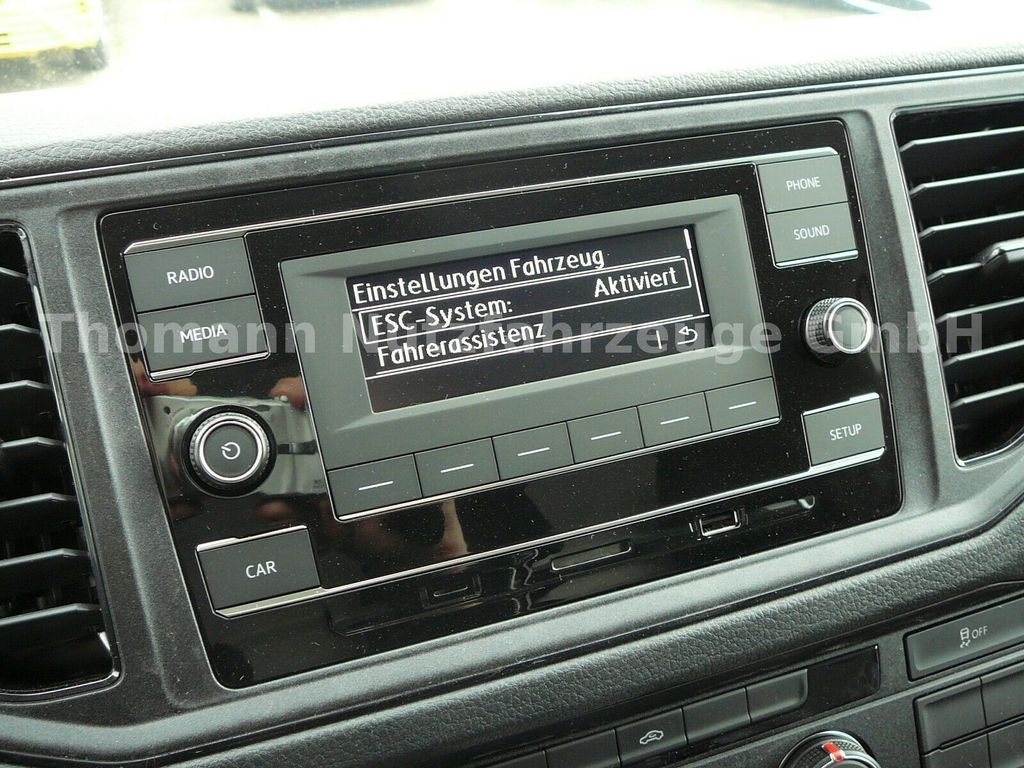 PHONE
SOUND
RADIO
MEDIA
Einstellungen Fahrzeug
ESC-System: Aktiviert
Fahrerassistenz
Thomann Nutzfahrzeuge GmbH
SETUP
CAR
OFF